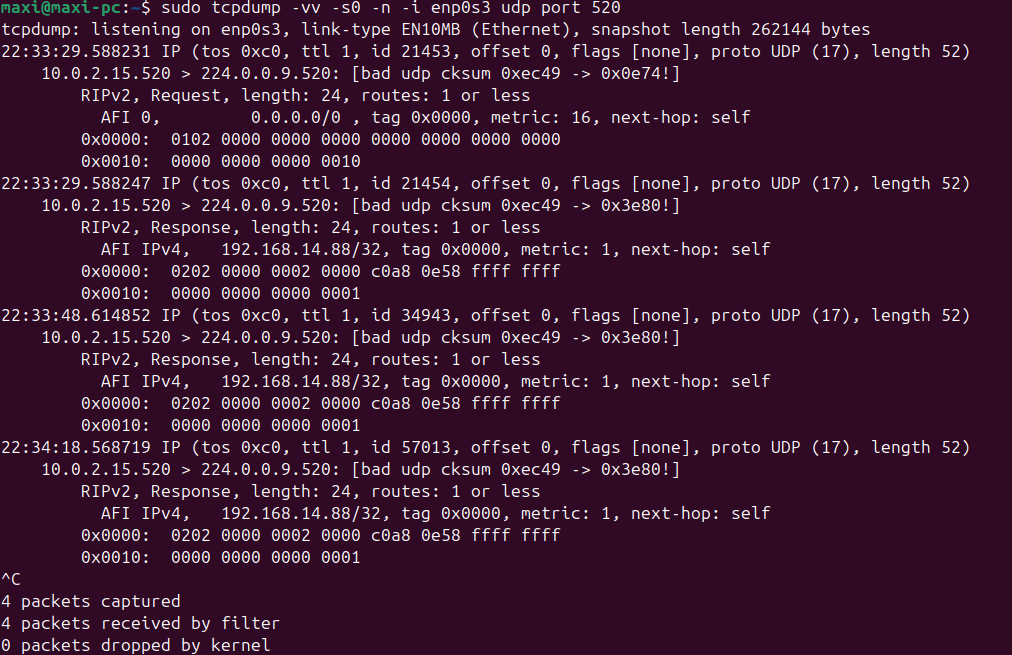 maxi@maxi-pc:~$ sudo tcpdump -vv -s0 -n -i enp0s3 udp port 520
tcpdump: listening on enp0s3, link-type EN10MB (Ethernet), snapshot length 262144 bytes
22:33:29.588231 IP (tos 0xc0, ttl 1, id 21453, offset 0, flags [none], proto UDP (17), length 52)
    10.0.2.15.520 > 224.0.0.9.520: [bad udp cksum 0xec49 -> 0x0e74!]
        RIPv2, Request, length: 24, routes: 1 or less
          AFI 0,         0.0.0.0/0 , tag 0x0000, metric: 16, next-hop: self
        0x0000:  0102 0000 0000 0000 0000 0000 0000 0000
        0x0010:  0000 0000 0000 0010
22:33:29.588247 IP (tos 0xc0, ttl 1, id 21454, offset 0, flags [none], proto UDP (17), length 52)
    10.0.2.15.520 > 224.0.0.9.520: [bad udp cksum 0xec49 -> 0x3e80!]
        RIPv2, Response, length: 24, routes: 1 or less
          AFI IPv4,   192.168.14.88/32, tag 0x0000, metric: 1, next-hop: self
        0x0000:  0202 0000 0002 0000 c0a8 0e58 ffff ffff
        0x0010:  0000 0000 0000 0001
22:33:48.614852 IP (tos 0xc0, ttl 1, id 34943, offset 0, flags [none], proto UDP (17), length 52)
    10.0.2.15.520 > 224.0.0.9.520: [bad udp cksum 0xec49 -> 0x3e80!]
        RIPv2, Response, length: 24, routes: 1 or less
          AFI IPv4,   192.168.14.88/32, tag 0x0000, metric: 1, next-hop: self
        0x0000:  0202 0000 0002 0000 c0a8 0e58 ffff ffff
        0x0010:  0000 0000 0000 0001
22:34:18.568719 IP (tos 0xc0, ttl 1, id 57013, offset 0, flags [none], proto UDP (17), length 52)
    10.0.2.15.520 > 224.0.0.9.520: [bad udp cksum 0xec49 -> 0x3e80!]
        RIPv2, Response, length: 24, routes: 1 or less
          AFI IPv4,   192.168.14.88/32, tag 0x0000, metric: 1, next-hop: self
        0x0000:  0202 0000 0002 0000 c0a8 0e58 ffff ffff
        0x0010:  0000 0000 0000 0001
^C
4 packets captured
4 packets received by filter
0 packets dropped by kernel